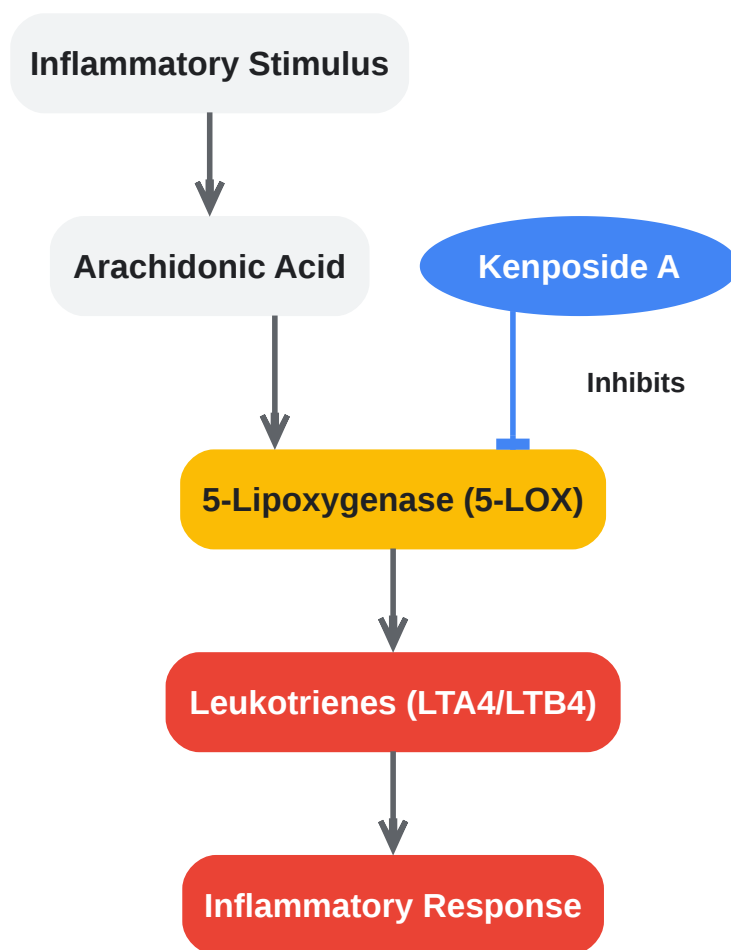 Inflammatory Stimulus
Arachidonic Acid
Kenposide A
Inhibits
5-Lipoxygenase (5-LOX)
Leukotrienes (LTA4/LTB4)
Inflammatory Response